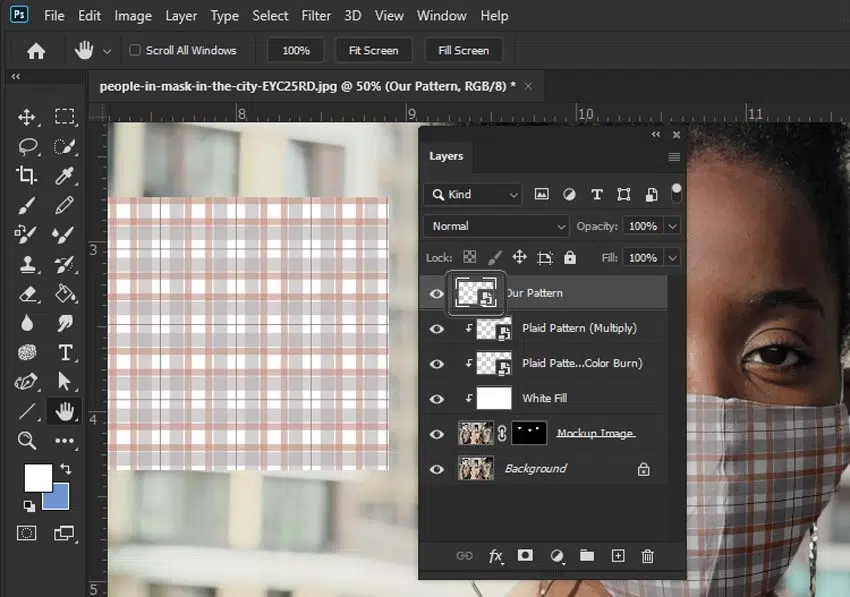 Ps File Edit Image Layer Type Select Filter 3D View Window Help
Scroll All Windows 100% Fit Screen Fill Screen
people-in-mask-in-the-city-EYC25RD.jpg @ 50% (Our Pattern, RGB/8) * ×
8 9 10 11
3
4
5
Layers
Kind
Normal Opacity: 100%
Lock: Fill: 100%
Our Pattern
Plaid Pattern (Multiply)
Plaid Patte...Color Burn)
White Fill
Mockup Image
Background
fx